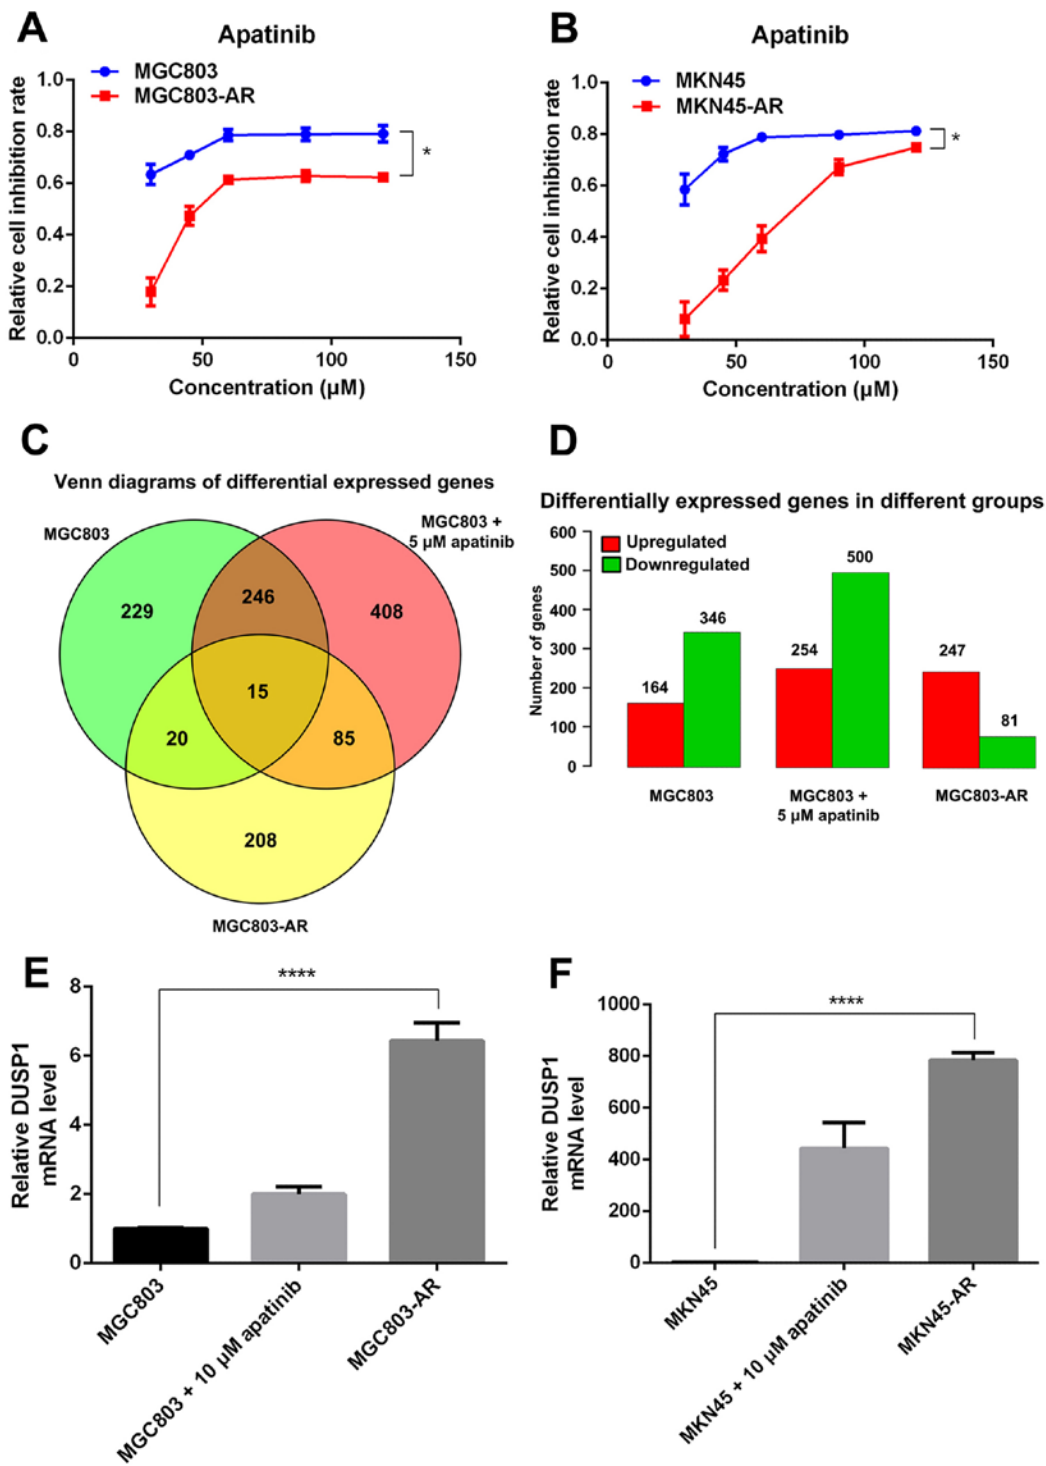 A
Apatinib
MGC803
MGC803-AR
Relative cell inhibition rate
1.0
0.8
0.6
0.4
0.2
0.0
0
50
100
150
*
Concentration (μM)
B
Apatinib
MKN45
MKN45-AR
Relative cell inhibition rate
1.0
0.8
0.6
0.4
0.2
0.0
0
50
100
150
*
Concentration (μM)
C
Venn diagrams of differential expressed genes
MGC803
MGC803 +
5 μM apatinib
229
246
408
15
20
85
208
MGC803-AR
D
Differentially expressed genes in different groups
Upregulated
Downregulated
Number of genes
600
500
400
300
200
100
0
164
346
254
500
247
81
MGC803
MGC803 +
5 μM apatinib
MGC803-AR
E
Relative DUSP1
mRNA level
8
6
4
2
0
****
MGC803
MGC803 + 10 μM apatinib
MGC803-AR
F
Relative DUSP1
mRNA level
1000
800
600
400
200
0
****
MKN45
MKN45 + 10 μM apatinib
MKN45-AR